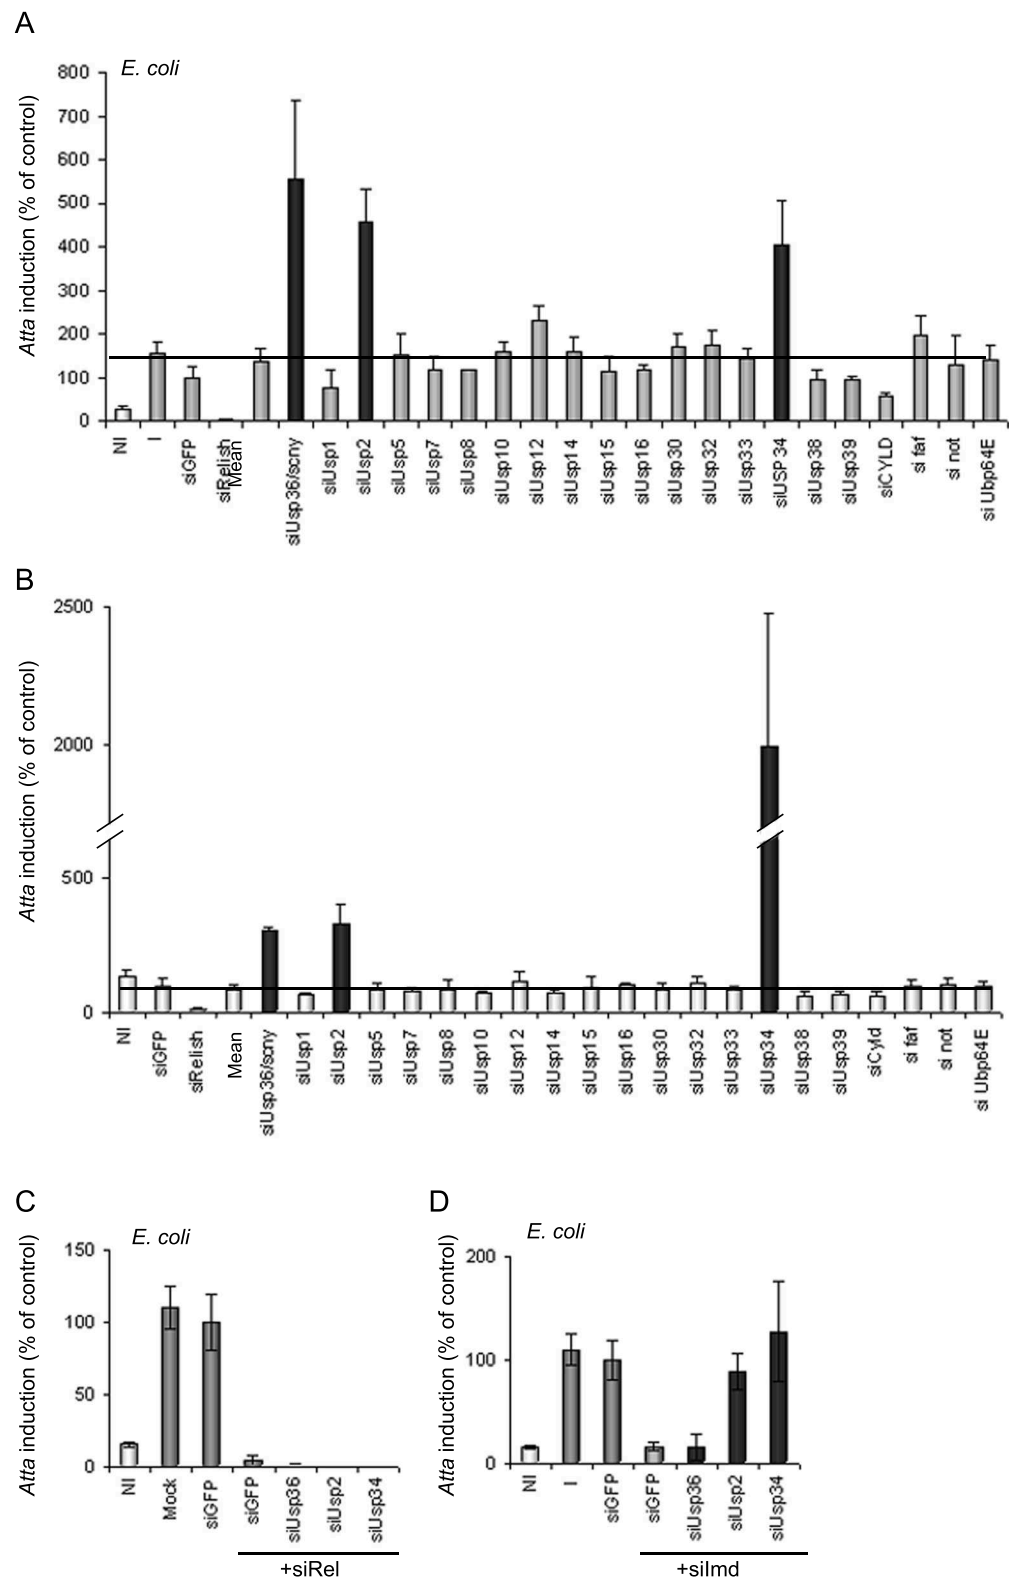 A
E. coli
Atta induction (% of control)
800
700
600
500
400
300
200
100
0
NI
I
siGFP
siRelish
Mean
siUsp36/scny
siUsp1
siUsp2
siUsp5
siUsp7
siUsp8
siUsp10
siUsp12
siUsp14
siUsp15
siUsp16
siUsp30
siUsp32
siUsp33
siUSP34
siUsp38
siUsp39
siCYLD
si faf
si not
si Ubp64E
B
Atta induction (% of control)
2500
2000
500
0
NI
siGFP
siRelish
Mean
siUsp36/scny
siUsp1
siUsp2
siUsp5
siUsp7
siUsp8
siUsp10
siUsp12
siUsp14
siUsp15
siUsp16
siUsp30
siUsp32
siUsp33
siUsp34
siUsp38
siUsp39
siCyld
si faf
si not
si Ubp64E
C
E. coli
Atta induction (% of control)
150
100
50
0
NI
Mock
siGFP
siGFP
siUsp36
siUsp2
siUsp34
+siRel
D
E. coli
Atta induction (% of control)
200
100
0
NI
I
siGFP
siGFP
siUsp36
siUsp2
siUsp34
+siImd